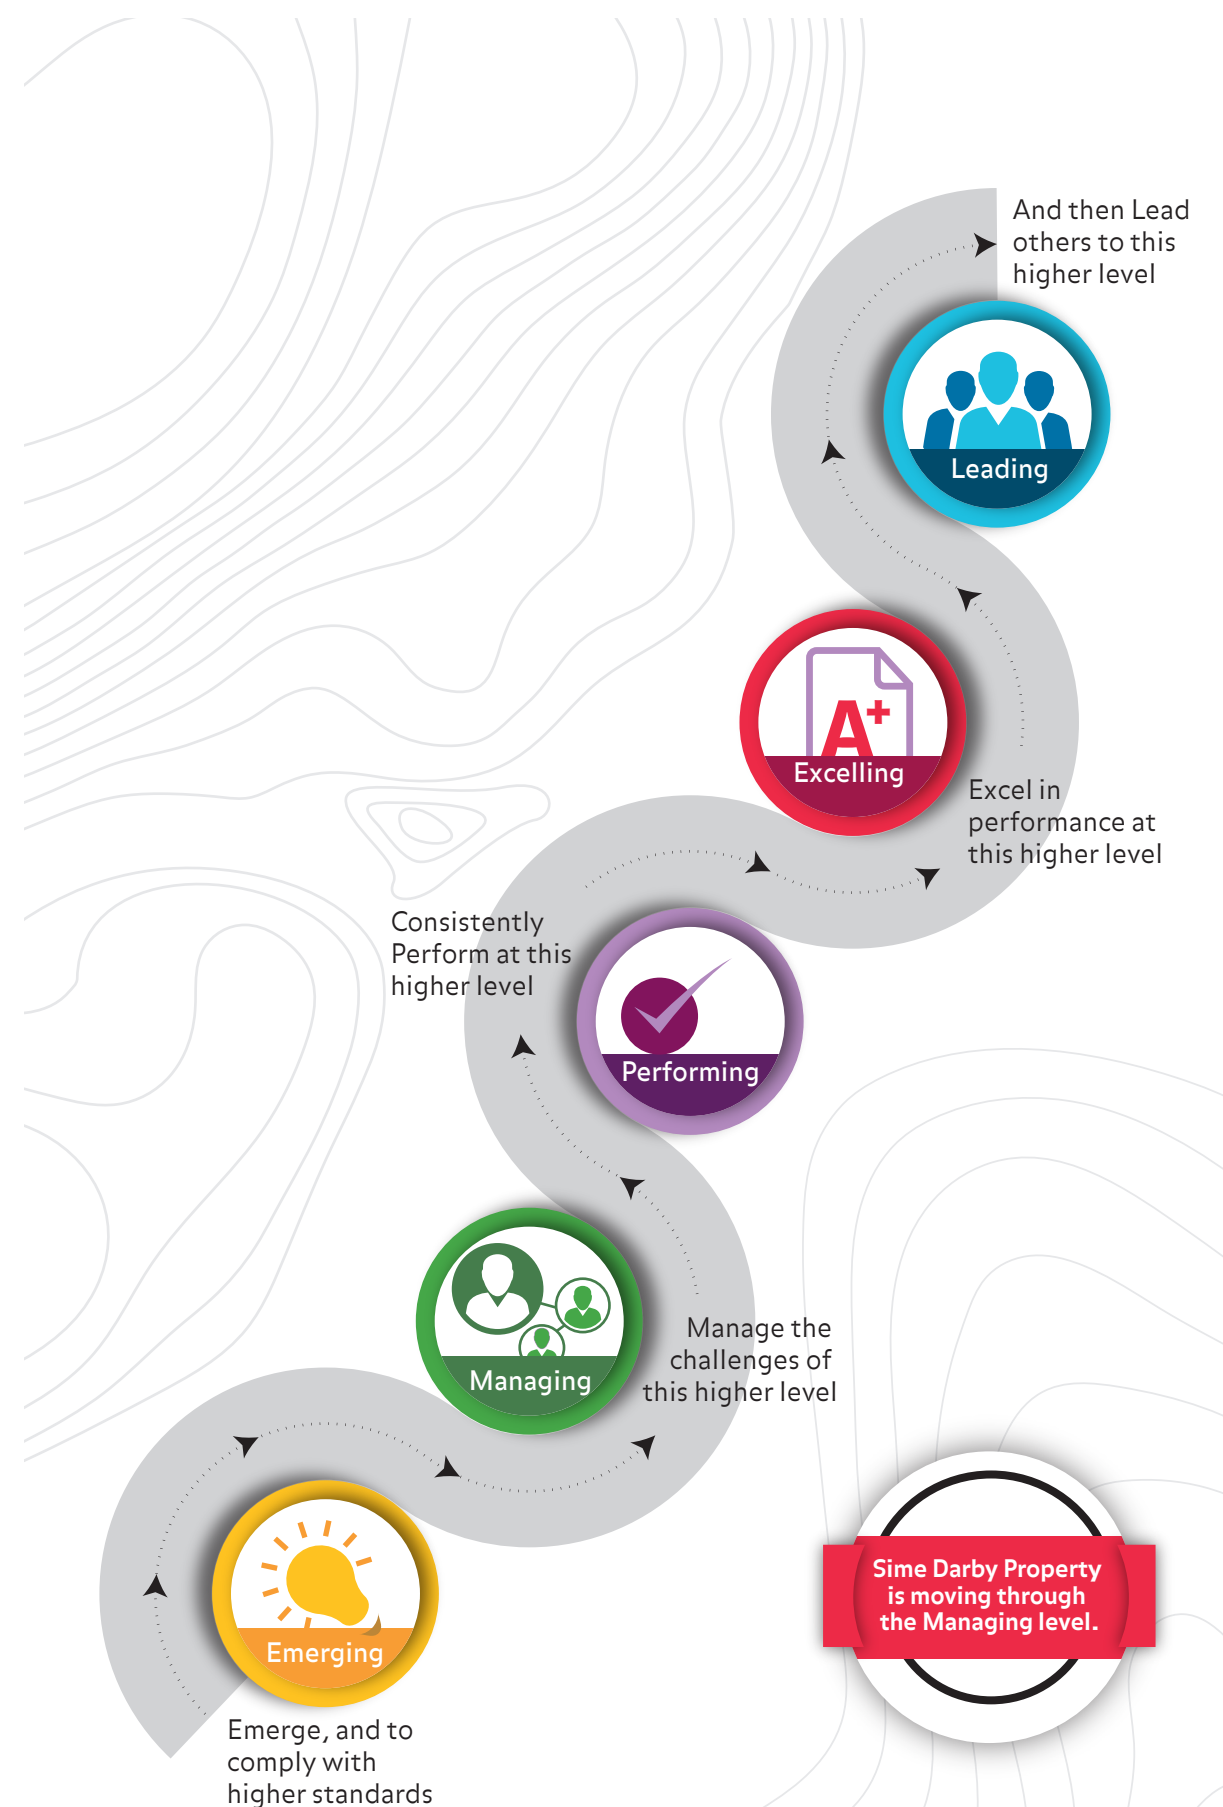 And then Lead
others to this
higher level
Leading
A+
Excelling
Excel in
performance at
this higher level
Consistently
Perform at this
higher level
Performing
Manage the
challenges of
this higher level
Managing
Sime Darby Property
is moving through
the Managing level.
Emerging
Emerge, and to
comply with
higher standards